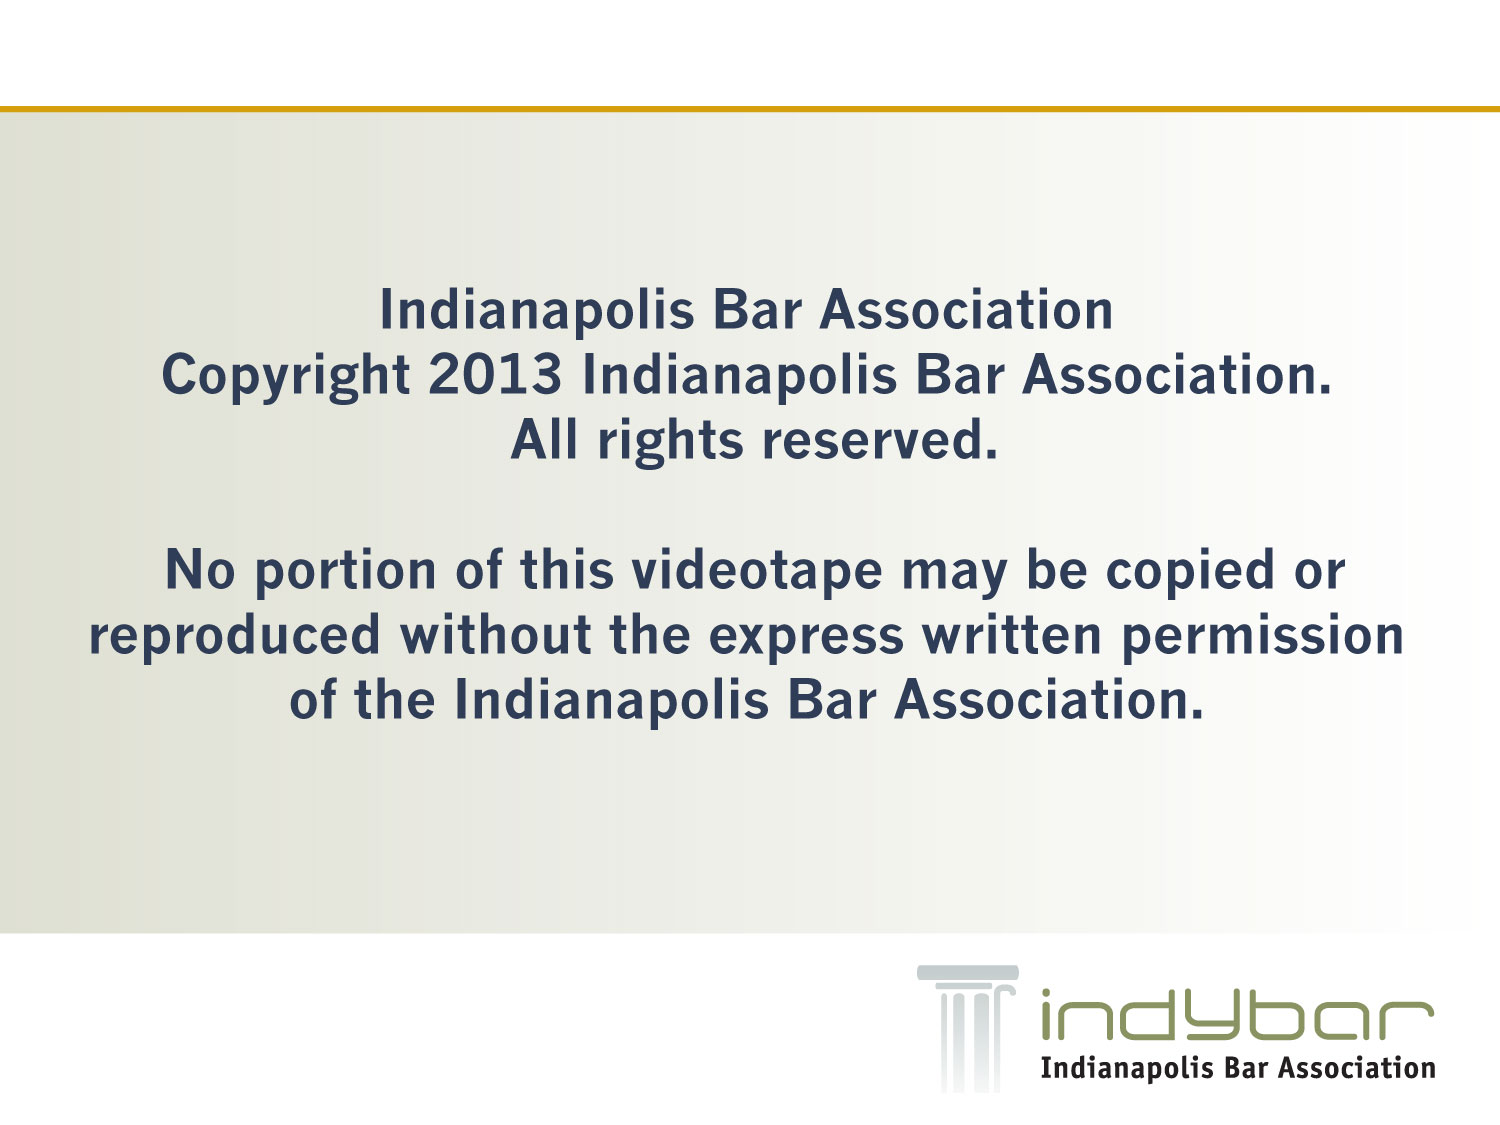 Indianapolis Bar Association
Copyright 2013 Indianapolis Bar Association.
All rights reserved.
No portion of this videotape may be copied or
reproduced without the express written permission
of the Indianapolis Bar Association.
indybar
Indianapolis Bar Association